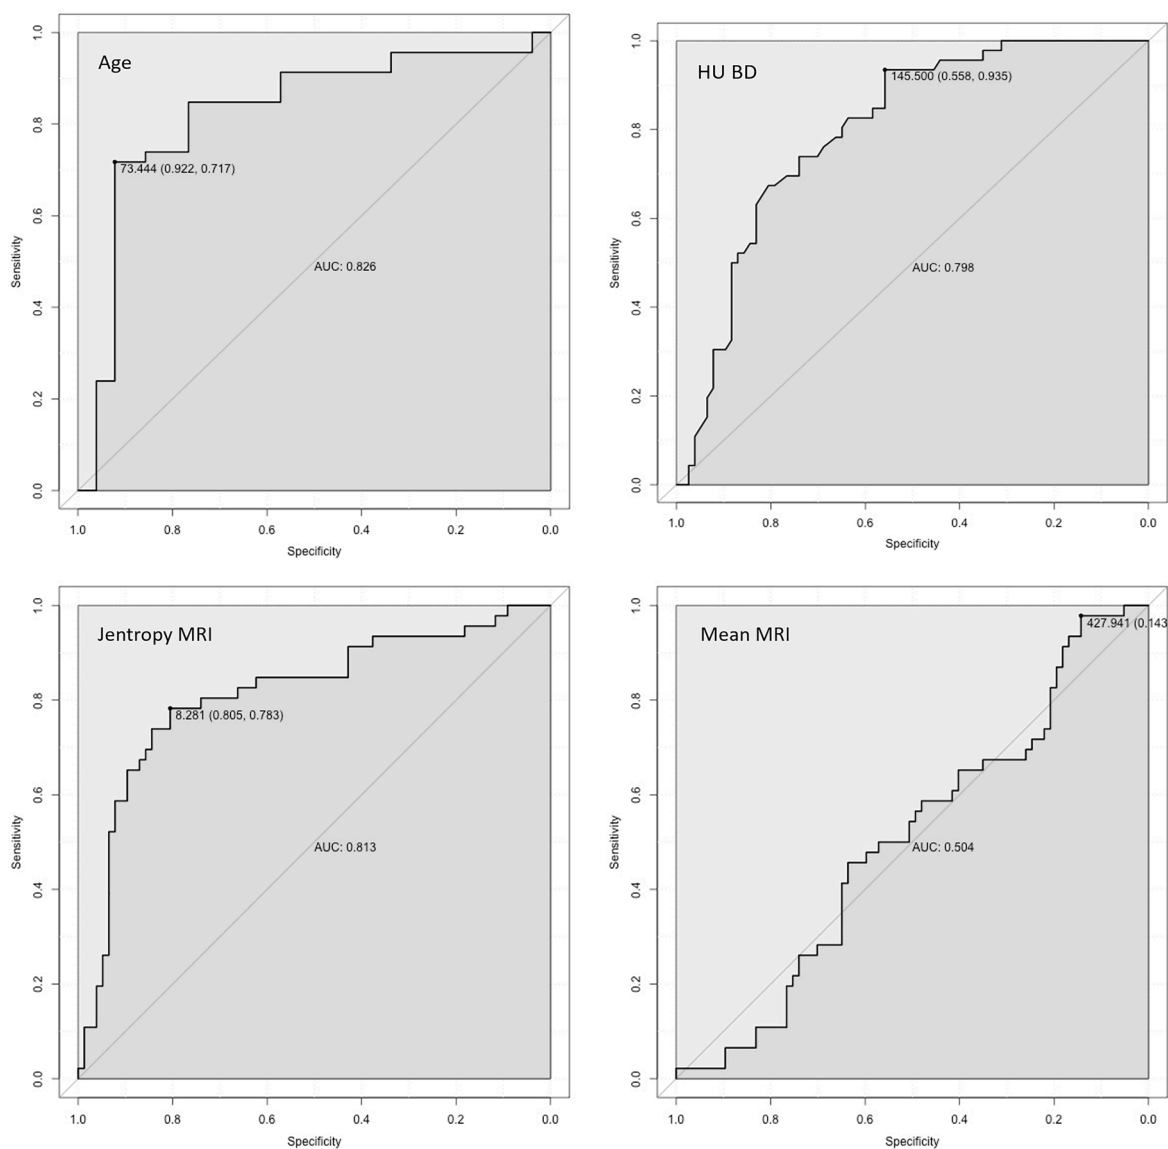 Age
73.444 (0.922, 0.717)
AUC: 0.826
Sensitivity
0.0 0.2 0.4 0.6 0.8 1.0
1.0 0.8 0.6 0.4 0.2 0.0
Specificity
HU BD
145.500 (0.558, 0.935)
AUC: 0.798
Sensitivity
0.0 0.2 0.4 0.6 0.8 1.0
1.0 0.8 0.6 0.4 0.2 0.0
Specificity
Jentropy MRI
8.281 (0.805, 0.783)
AUC: 0.813
Sensitivity
0.0 0.2 0.4 0.6 0.8 1.0
1.0 0.8 0.6 0.4 0.2 0.0
Specificity
Mean MRI
427.941 (0.143
AUC: 0.504
Sensitivity
0.0 0.2 0.4 0.6 0.8 1.0
1.0 0.8 0.6 0.4 0.2 0.0
Specificity